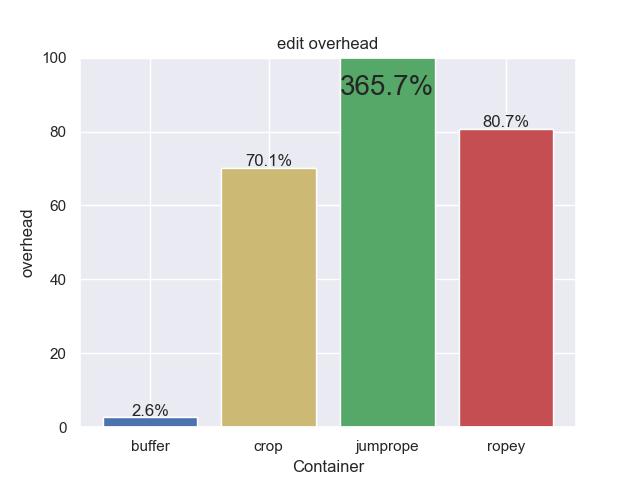 edit overhead
100
80
60
40
20
0
overhead
2.6%
70.1%
365.7%
80.7%
buffer
crop
jumprope
ropey
Container